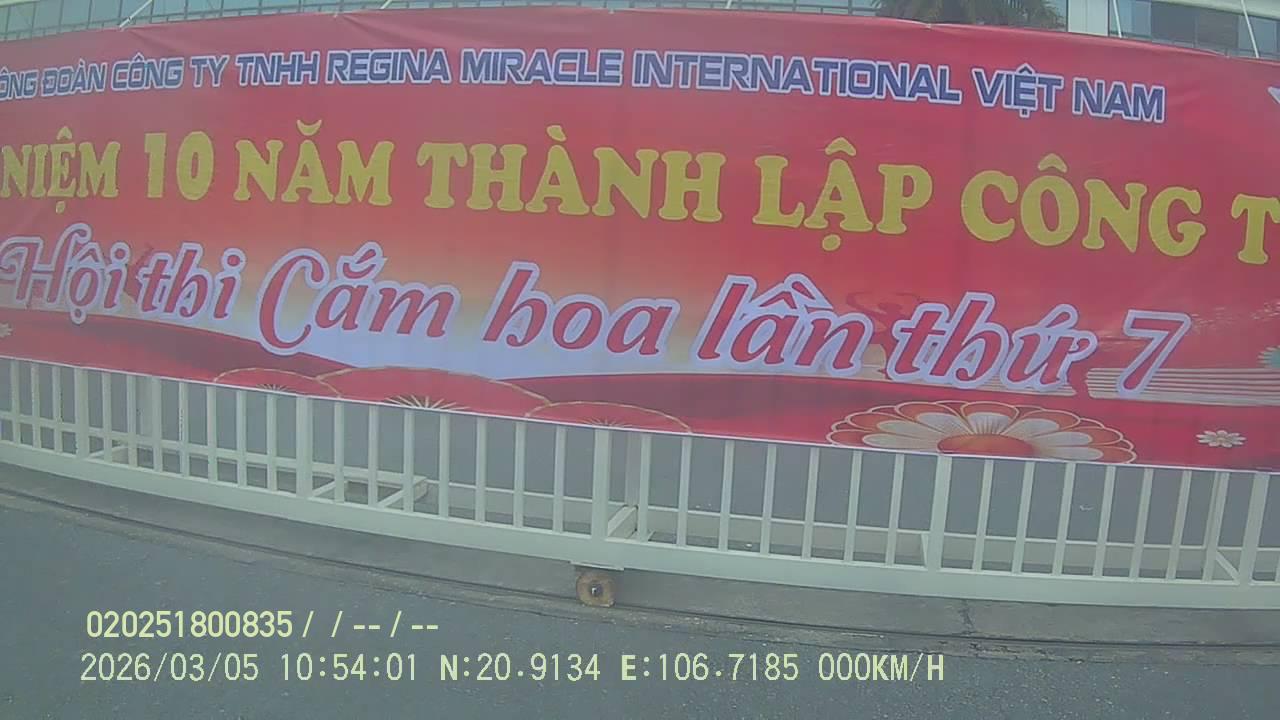 ĐOÀN CÔNG TY TNHH REGINA MIRACLE INTERNATIONAL VIỆT NAM
NIỆM 10 NĂM THÀNH LẬP CÔNG T
Hội thi Cắm hoa lần thứ 7
020251800835 / / -- / --
2026/03/05 10:54:01 N:20.9134 E:106.7185 000KM/H